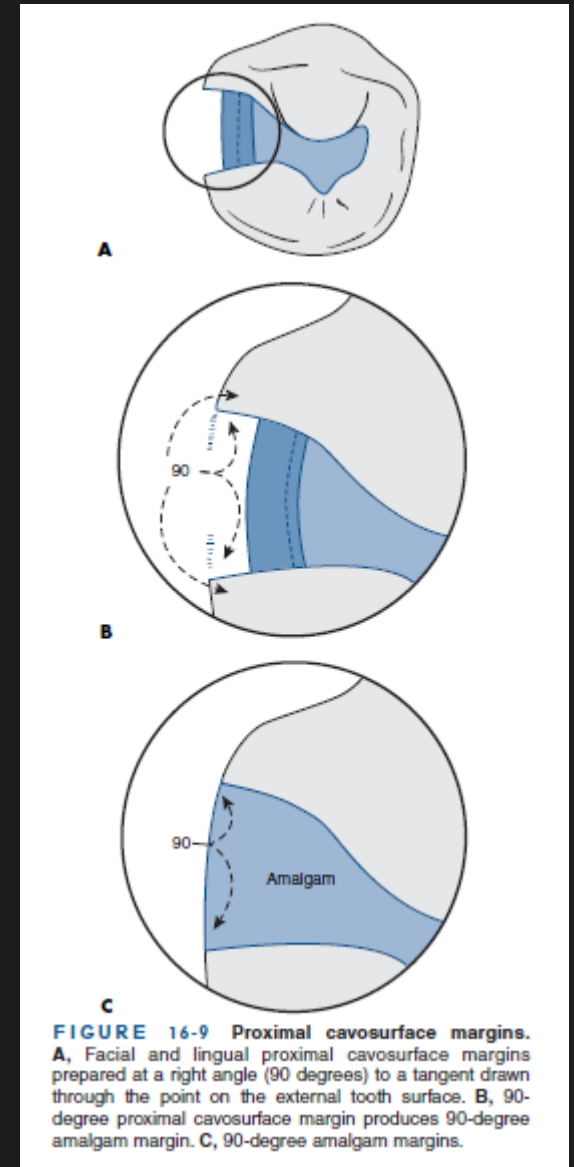 A
90
B
90
Amalgam
C
FIGURE 16-9 Proximal cavosurface margins.
A, Facial and lingual proximal cavosurface margins
prepared at a right angle (90 degrees) to a tangent drawn
through the point on the external tooth surface. B, 90-
degree proximal cavosurface margin produces 90-degree
amalgam margin. C, 90-degree amalgam margins.